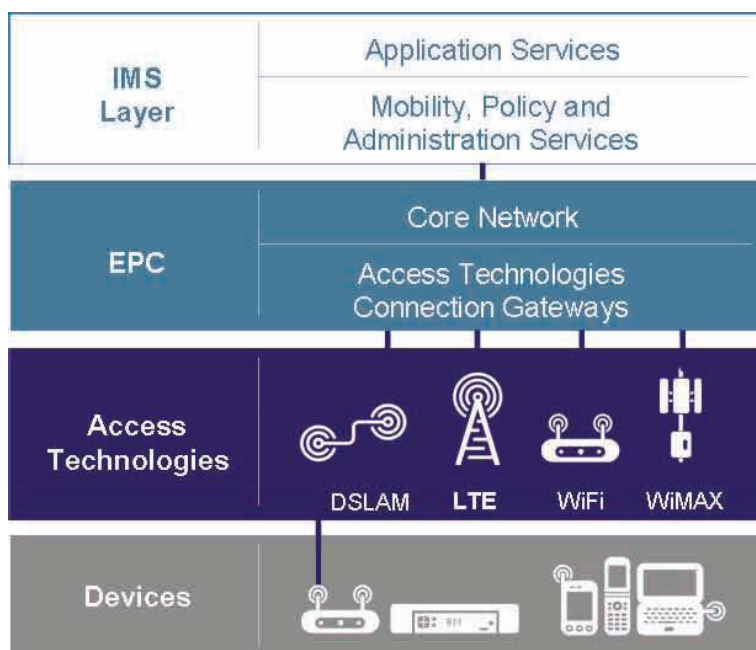 IMS
Layer
Application Services
Mobility, Policy and
Administration Services
EPC
Core Network
Access Technologies
Connection Gateways
Access
Technologies
DSLAM
LTE
WiFi
WiMAX
Devices